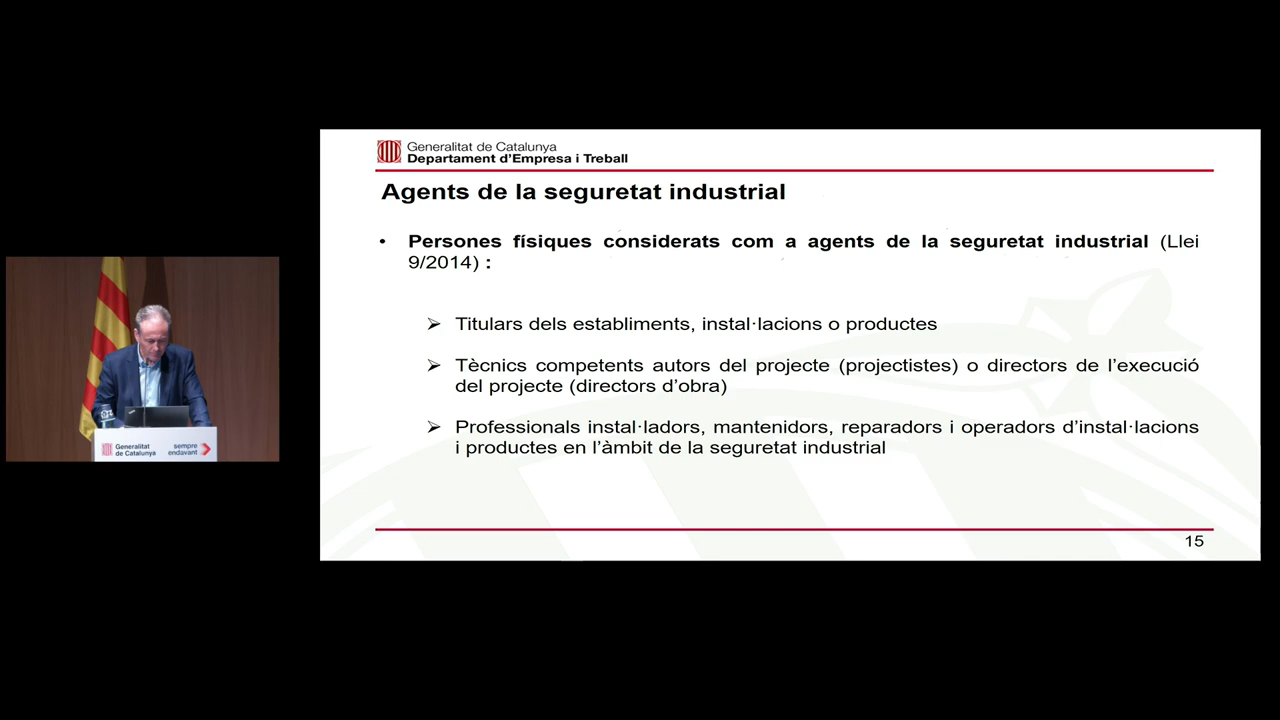 Generalitat de Catalunya
Departament d'Empresa i Treball
Agents de la seguretat industrial
• Persones físiques considerats com a agents de la seguretat industrial (Llei
9/2014) :
➢ Titulars dels establiments, instal·lacions o productes
➢ Tècnics competents autors del projecte (projectistes) o directors de l'execució
del projecte (directors d'obra)
➢ Professionals instal·ladors, mantenidors, reparadors i operadors d'instal·lacions
i productes en l'àmbit de la seguretat industrial
15
Generalitat
de Catalunya
sempre
endavant